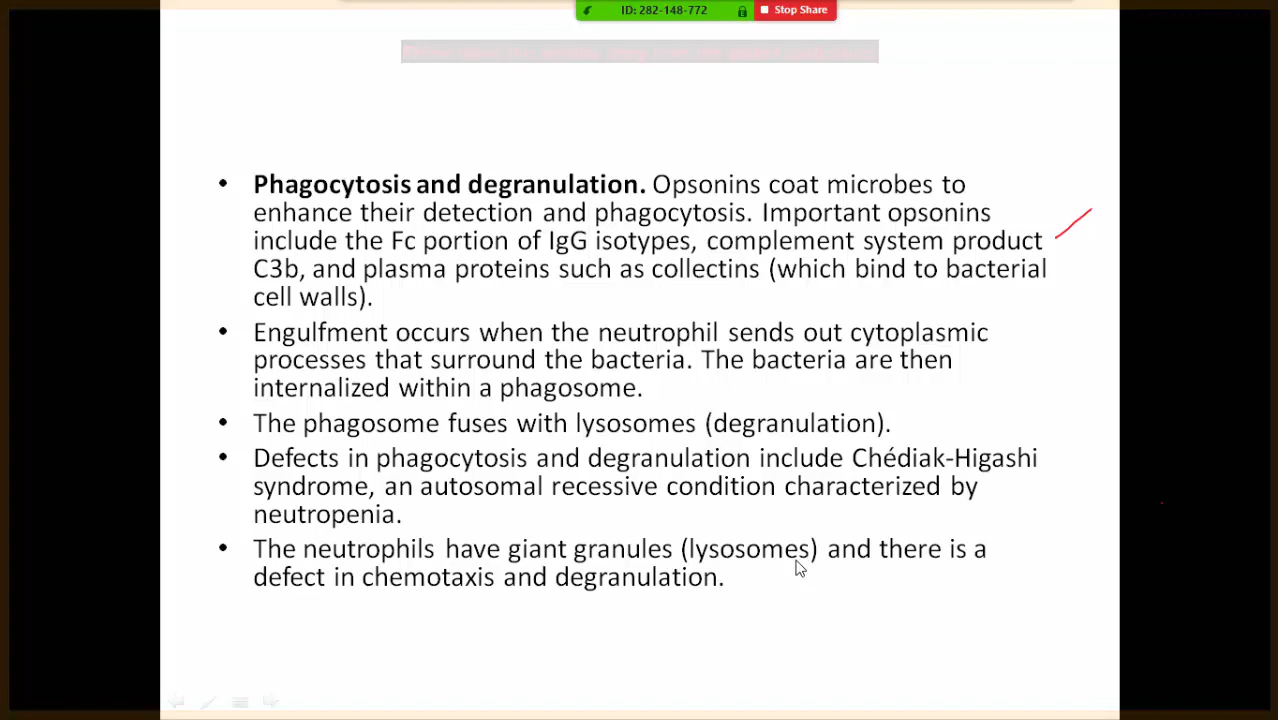 ID: 282-148-772
Stop Share
• Phagocytosis and degranulation. Opsonins coat microbes to
enhance their detection and phagocytosis. Important opsonins
include the Fc portion of IgG isotypes, complement system product
C3b, and plasma proteins such as collectins (which bind to bacterial
cell walls).
• Engulfment occurs when the neutrophil sends out cytoplasmic
processes that surround the bacteria. The bacteria are then
internalized within a phagosome.
• The phagosome fuses with lysosomes (degranulation).
• Defects in phagocytosis and degranulation include Chédiak-Higashi
syndrome, an autosomal recessive condition characterized by
neutropenia.
• The neutrophils have giant granules (lysosomes) and there is a
defect in chemotaxis and degranulation.